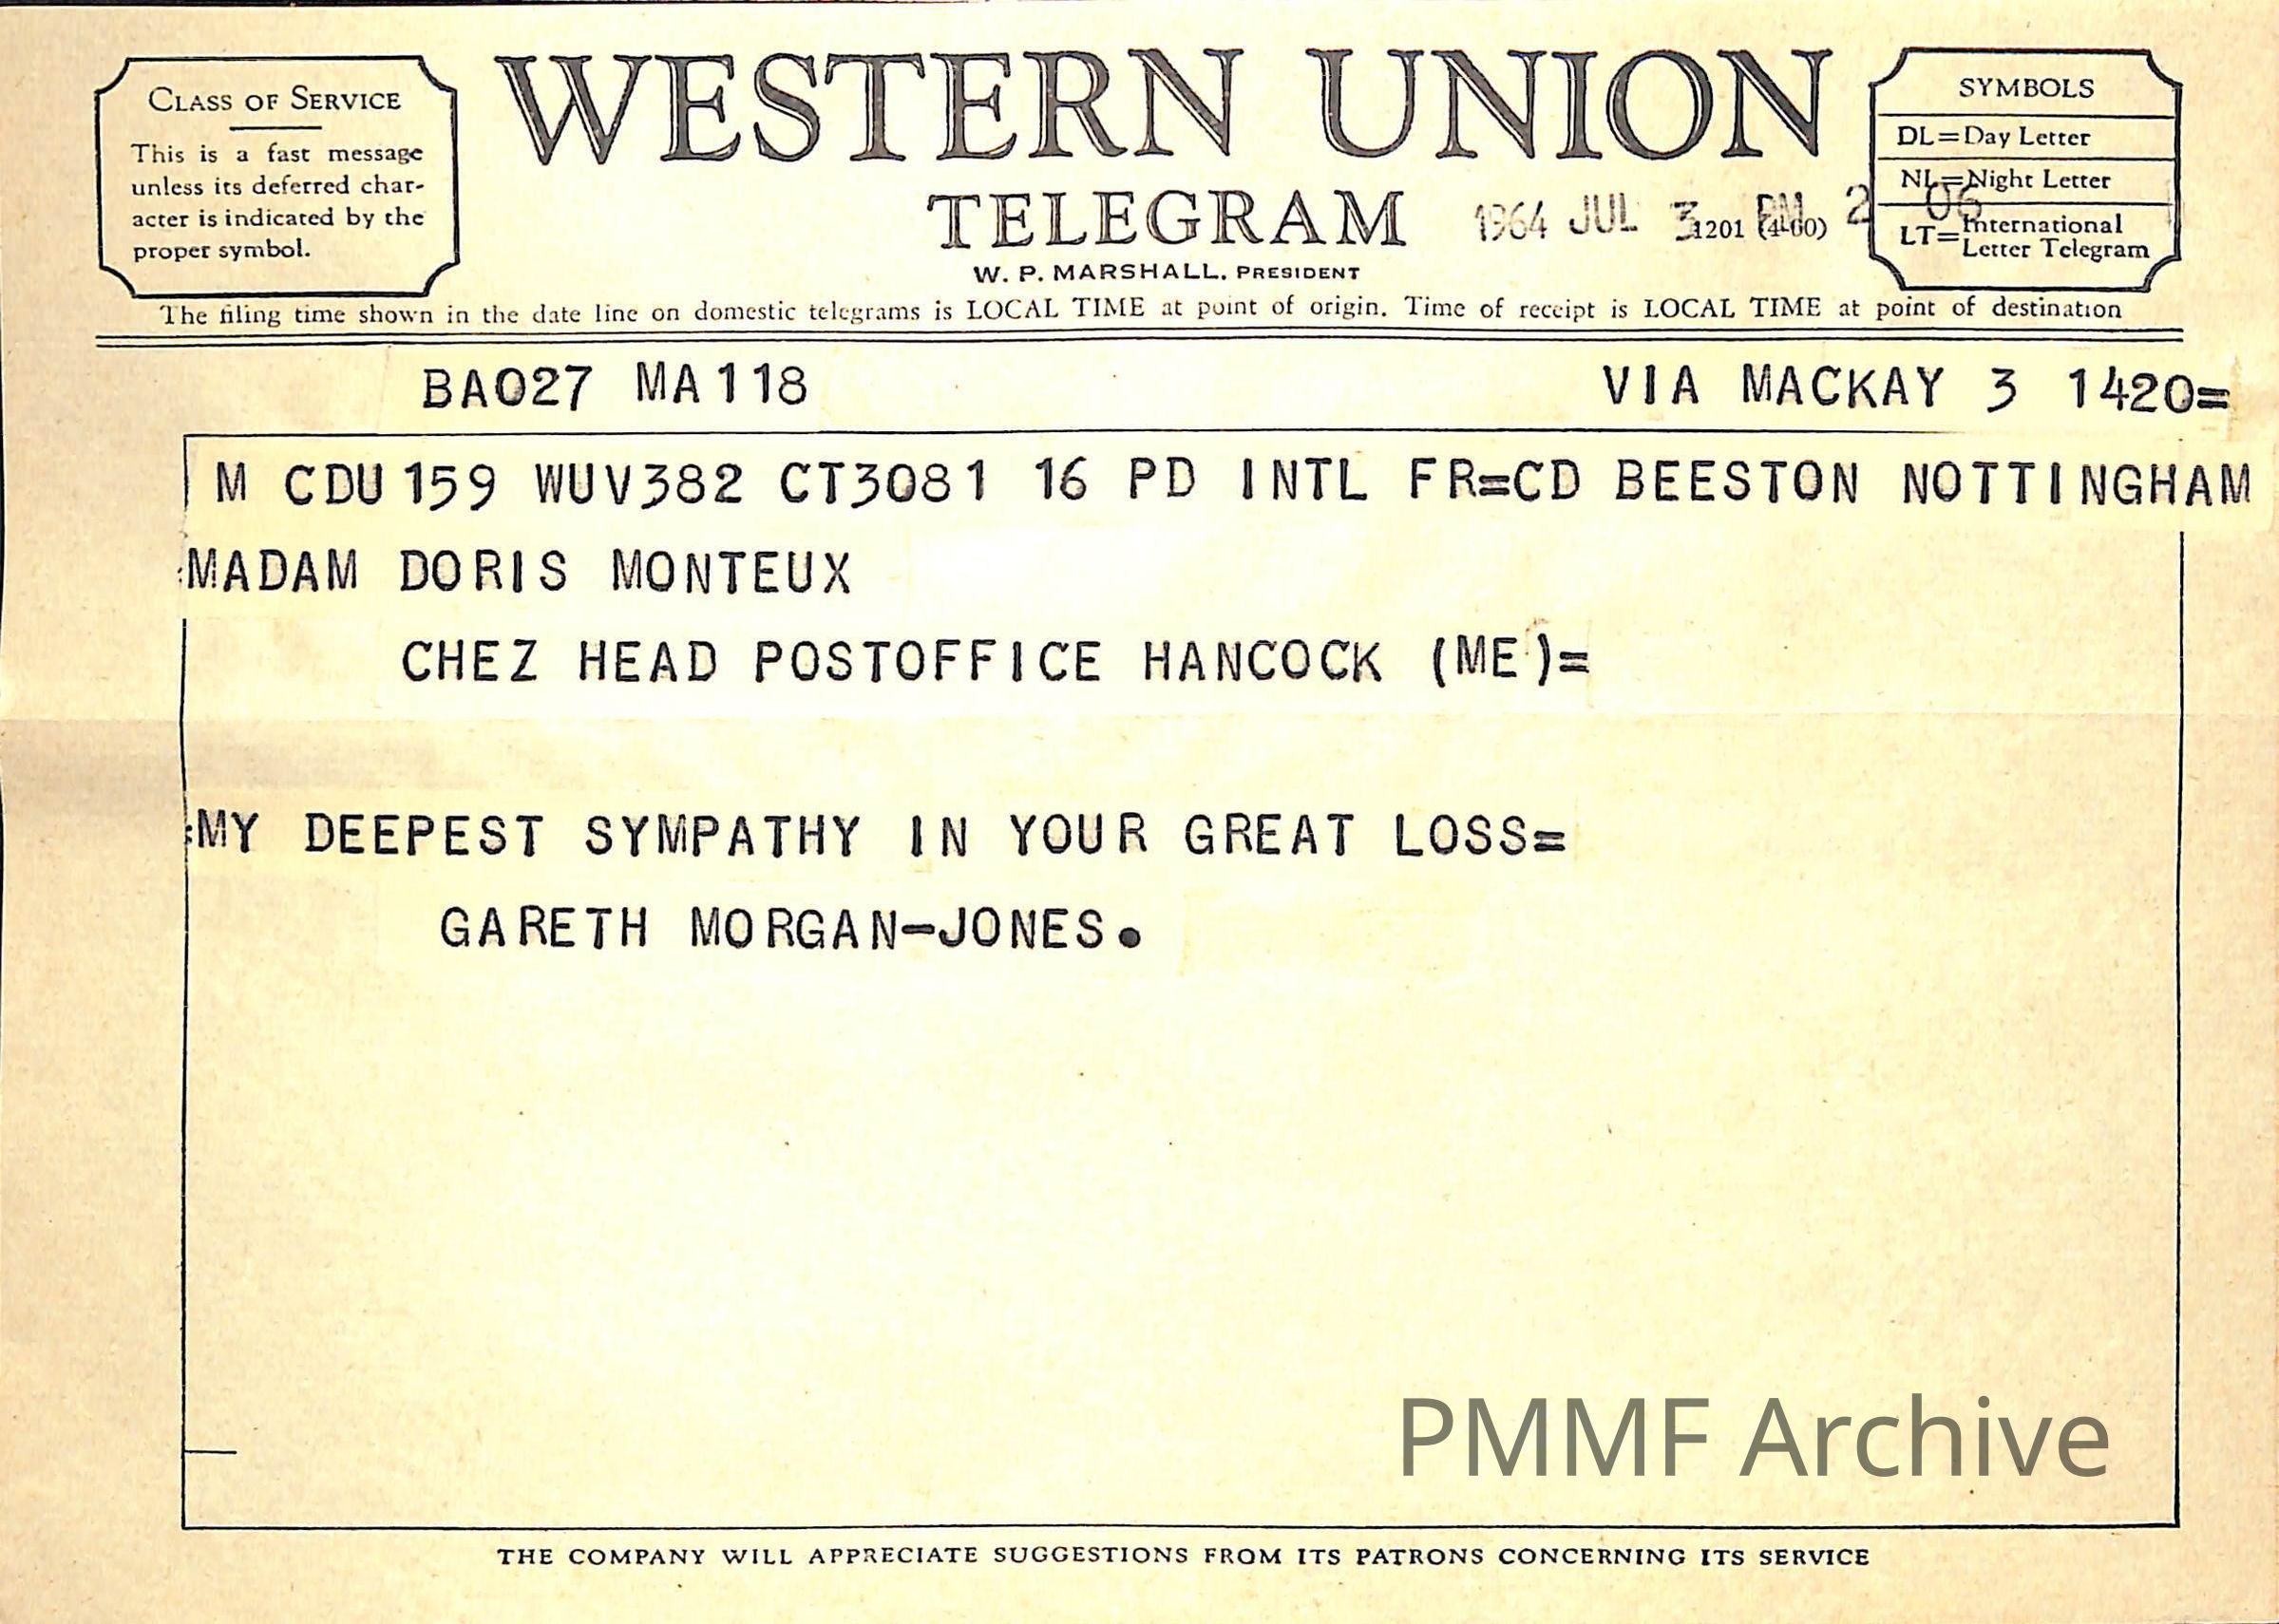 CLASS OF SERVICE
This is a fast message
unless its deferred char-
acter is indicated by the
proper symbol.
WESTERN UNION
TELEGRAM
1964 JUL 3 PM 2 06
1201 (4-60)
W. P. MARSHALL, PRESIDENT
SYMBOLS
DL=Day Letter
NL=Night Letter
LT=International
Letter Telegram
The filing time shown in the date line on domestic telegrams is LOCAL TIME at point of origin. Time of receipt is LOCAL TIME at point of destination
BA027 MA118 VIA MACKAY 3 1420=
M CDU159 WUV382 CT3081 16 PD INTL FR=CD BEESTON NOTTINGHAM
:MADAM DORIS MONTEUX
CHEZ HEAD POSTOFFICE HANCOCK (ME)=
:MY DEEPEST SYMPATHY IN YOUR GREAT LOSS=
GARETH MORGAN-JONES.
PMMF Archive
THE COMPANY WILL APPRECIATE SUGGESTIONS FROM ITS PATRONS CONCERNING ITS SERVICE